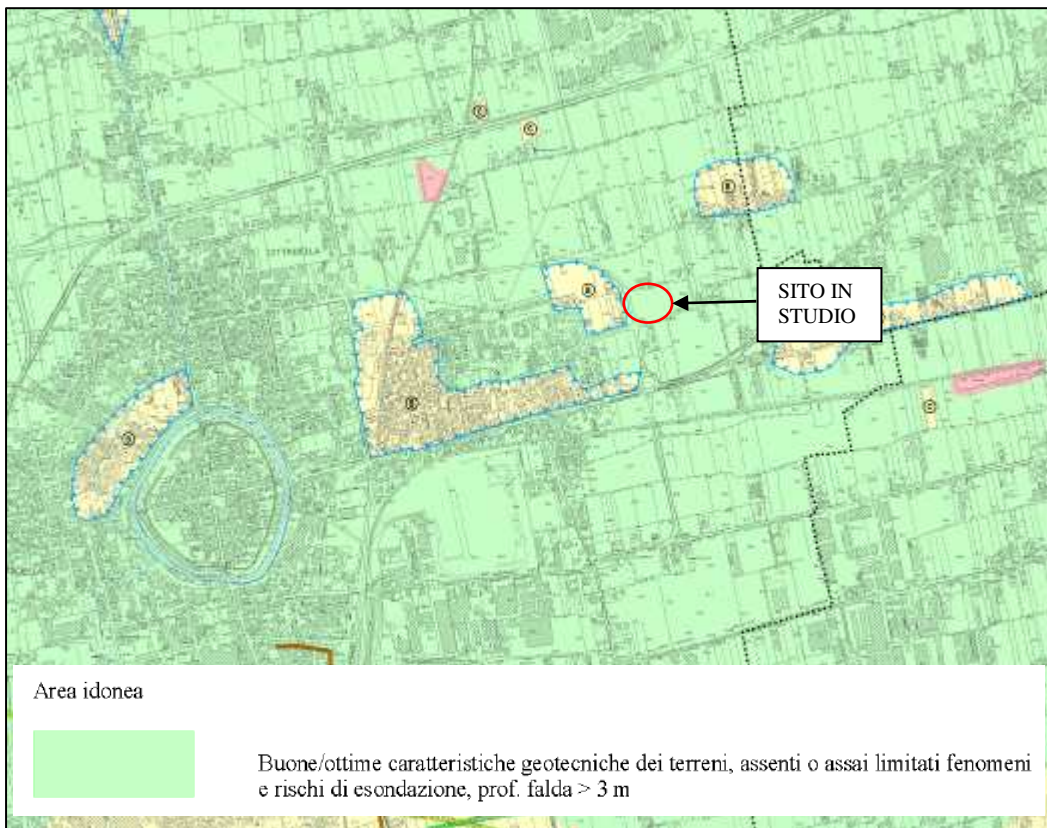 CITTADELLA
SITO IN
STUDIO
Area idonea
Buone/ottime caratteristiche geotecniche dei terreni, assenti o assai limitati fenomeni
e rischi di esondazione, prof. falda > 3 m